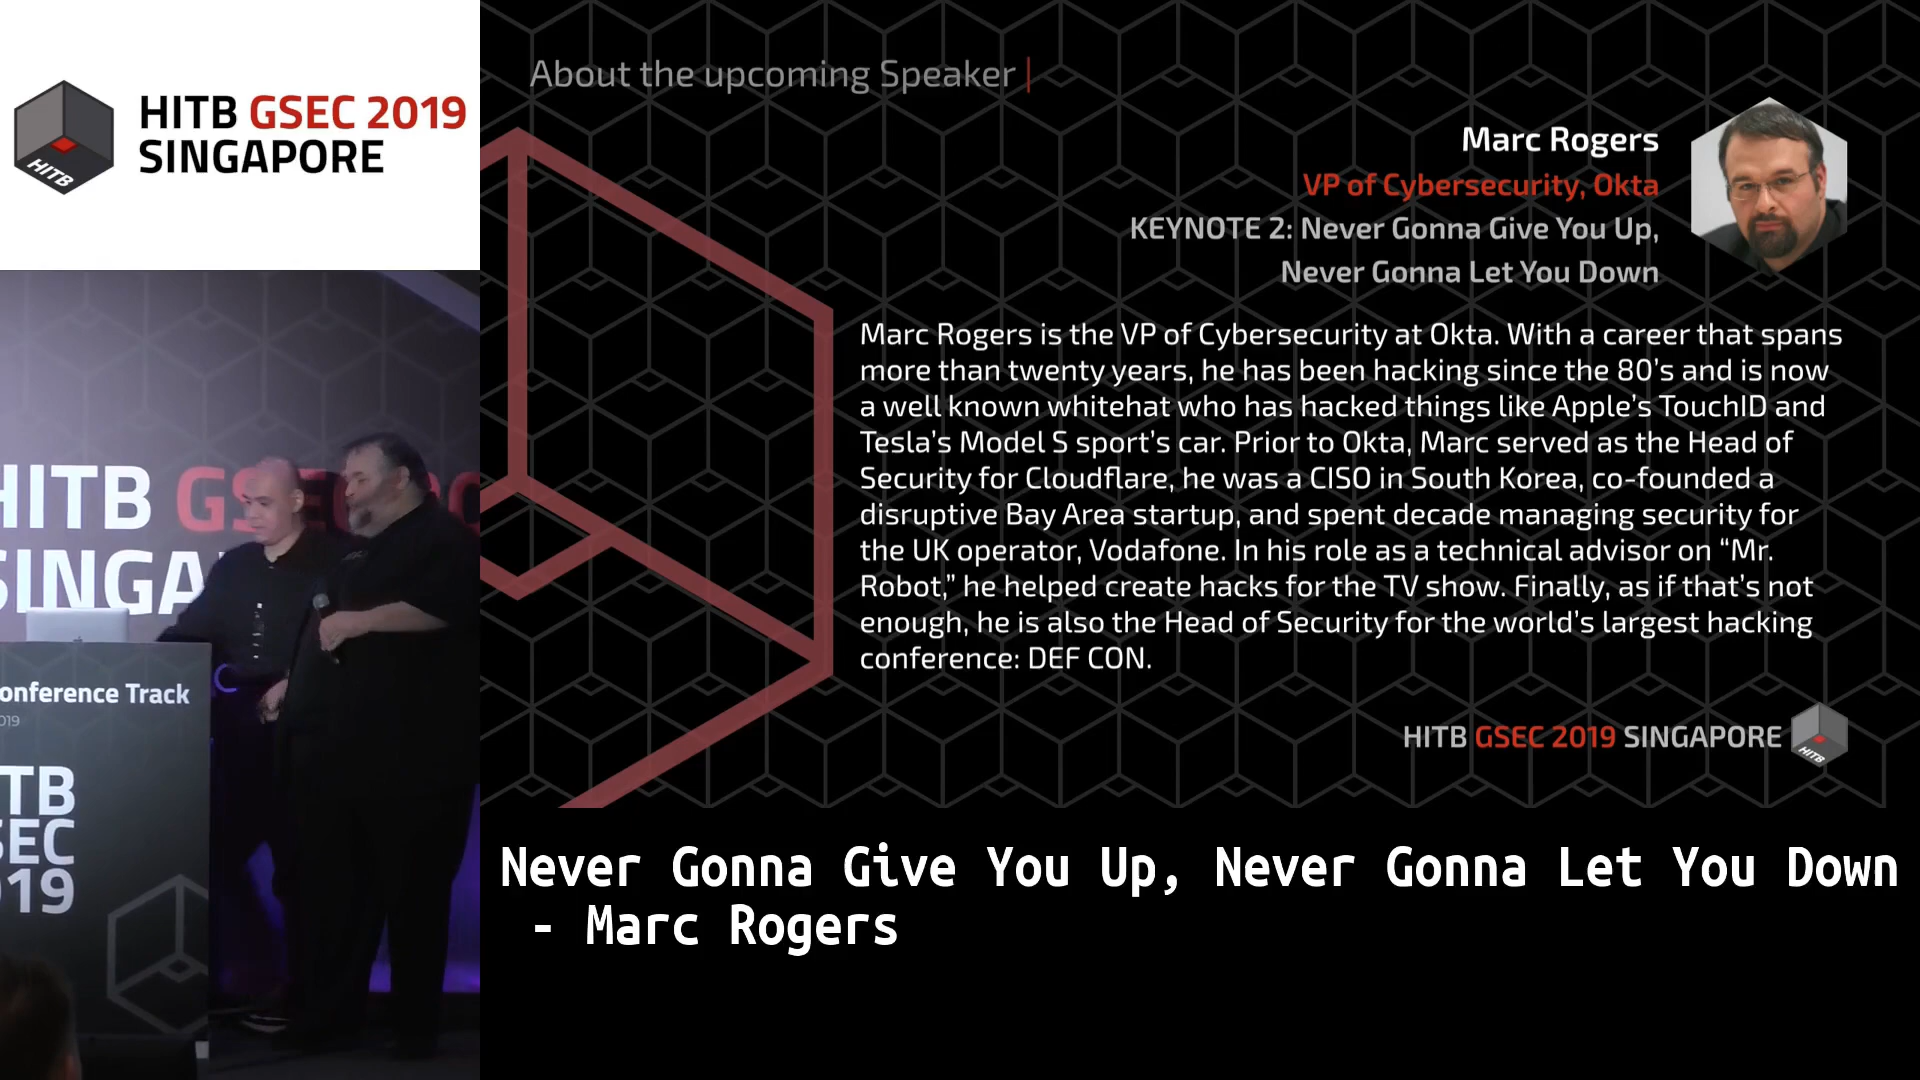 HITB GSEC 2019
SINGAPORE
HITB
HITB GSEC
SINGA
onference Track
019
TB
SEC
019
About the upcoming Speaker |
Marc Rogers
VP of Cybersecurity, Okta
KEYNOTE 2: Never Gonna Give You Up,
Never Gonna Let You Down
Marc Rogers is the VP of Cybersecurity at Okta. With a career that spans
more than twenty years, he has been hacking since the 80’s and is now
a well known whitehat who has hacked things like Apple’s TouchID and
Tesla’s Model S sport’s car. Prior to Okta, Marc served as the Head of
Security for Cloudflare, he was a CISO in South Korea, co-founded a
disruptive Bay Area startup, and spent decade managing security for
the UK operator, Vodafone. In his role as a technical advisor on “Mr.
Robot,” he helped create hacks for the TV show. Finally, as if that’s not
enough, he is also the Head of Security for the world’s largest hacking
conference: DEF CON.
HITB GSEC 2019 SINGAPORE
HITB
Never Gonna Give You Up, Never Gonna Let You Down
- Marc Rogers